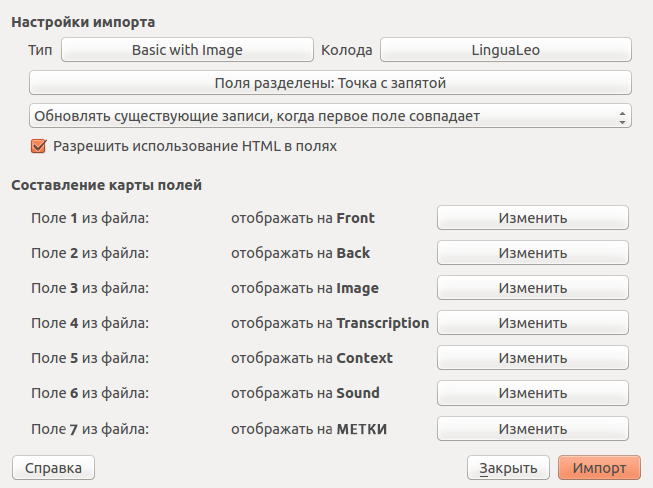 Настройки импорта
Тип Basic with Image Колода LinguaLeo
Поля разделены: Точка с запятой
Обновлять существующие записи, когда первое поле совпадает
Разрешить использование HTML в полях
Составление карты полей
Поле 1 из файла: отображать на Front Изменить
Поле 2 из файла: отображать на Back Изменить
Поле 3 из файла: отображать на Image Изменить
Поле 4 из файла: отображать на Transcription Изменить
Поле 5 из файла: отображать на Context Изменить
Поле 6 из файла: отображать на Sound Изменить
Поле 7 из файла: отображать на МЕТКИ Изменить
Справка Закрыть Импорт